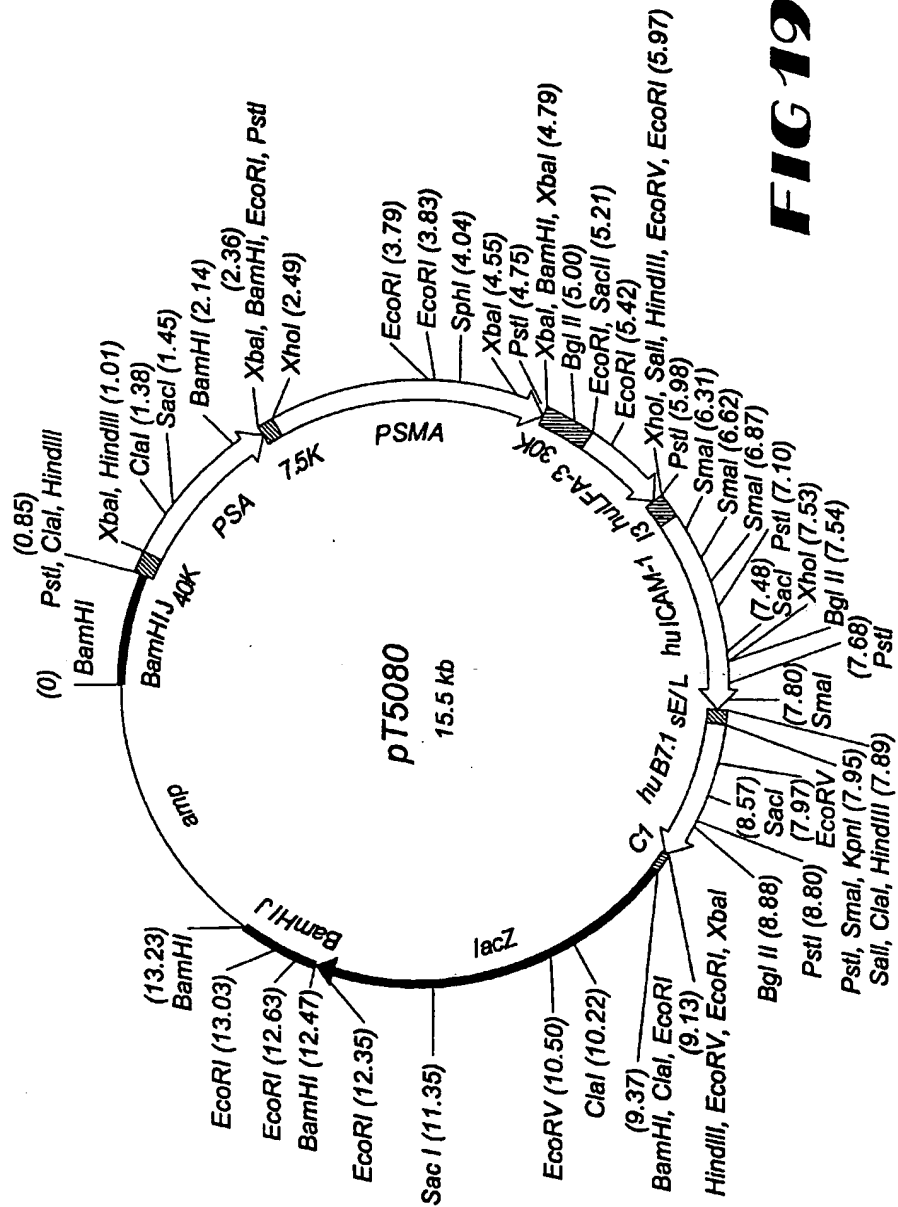 (0)
BamHI
(0.85)
PstI, ClaI, HindIII
XbaI, HindIII (1.01)
ClaI (1.38)
SacI (1.45)
BamHI (2.14)
(2.36)
XbaI, BamHI, EcoRI, PstI
XhoI (2.49)
EcoRI (3.79)
EcoRI (3.83)
SphI (4.04)
XbaI (4.55)
PstI (4.75)
XbaI, BamHI, XbaI (4.79)
Bgl II (5.00)
EcoRI, SacII (5.21)
EcoRI (5.42)
XhoI, SalI, HindIII, EcoRV, EcoRI (5.97)
PstI (5.98)
SmaI (6.31)
SmaI (6.62)
SmaI (6.87)
PstI (7.10)
(7.48)
SacI
XhoI (7.53)
Bgl II (7.54)
(7.68)
PstI
(7.80)
SmaI
PstI, SmaI, KpnI (7.95)
SalI, ClaI, HindIII (7.89)
(7.97)
EcoRV
(8.57)
SacI
PstI (8.80)
Bgl II (8.88)
(9.13)
HindIII, EcoRV, EcoRI, XbaI
(9.37)
BamHI, ClaI, EcoRI
ClaI (10.22)
EcoRV (10.50)
Sac I (11.35)
EcoRI (12.35)
BamHI (12.47)
EcoRI (12.63)
EcoRI (13.03)
(13.23)
BamHI
BamHI J
40K
PSA
7.5K
PSMA
30K
huLFA-3
I3
huICAM-1
sE/L
huB7.1
C1
lacZ
BamHI J
amp
pT5080
15.5 kb
FIG 19